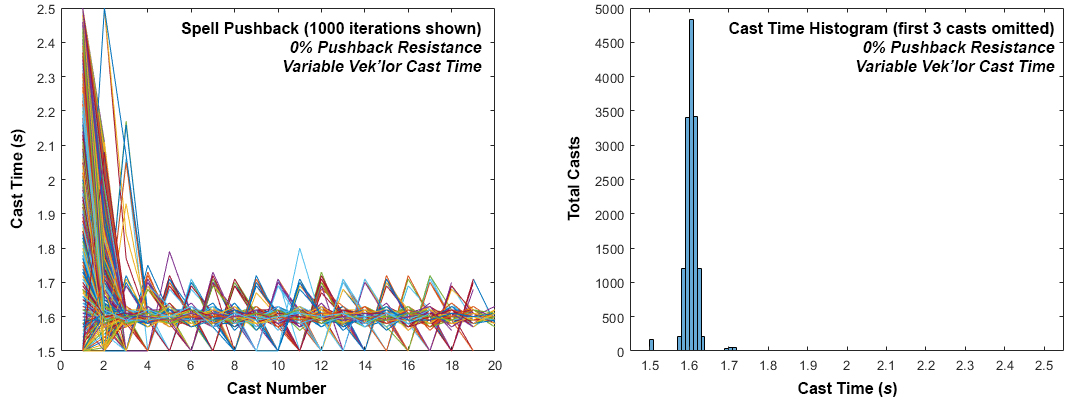 Spell Pushback (1000 iterations shown)
0% Pushback Resistance
Variable Vek'lor Cast Time
2.5
2.4
2.3
2.2
2.1
2
1.9
1.8
1.7
1.6
1.5
Cast Time (s)
0 2 4 6 8 10 12 14 16 18 20
Cast Number
Cast Time Histogram (first 3 casts omitted)
0% Pushback Resistance
Variable Vek'lor Cast Time
5000
4500
4000
3500
3000
2500
2000
1500
1000
500
0
Total Casts
1.5 1.6 1.7 1.8 1.9 2 2.1 2.2 2.3 2.4 2.5
Cast Time (s)